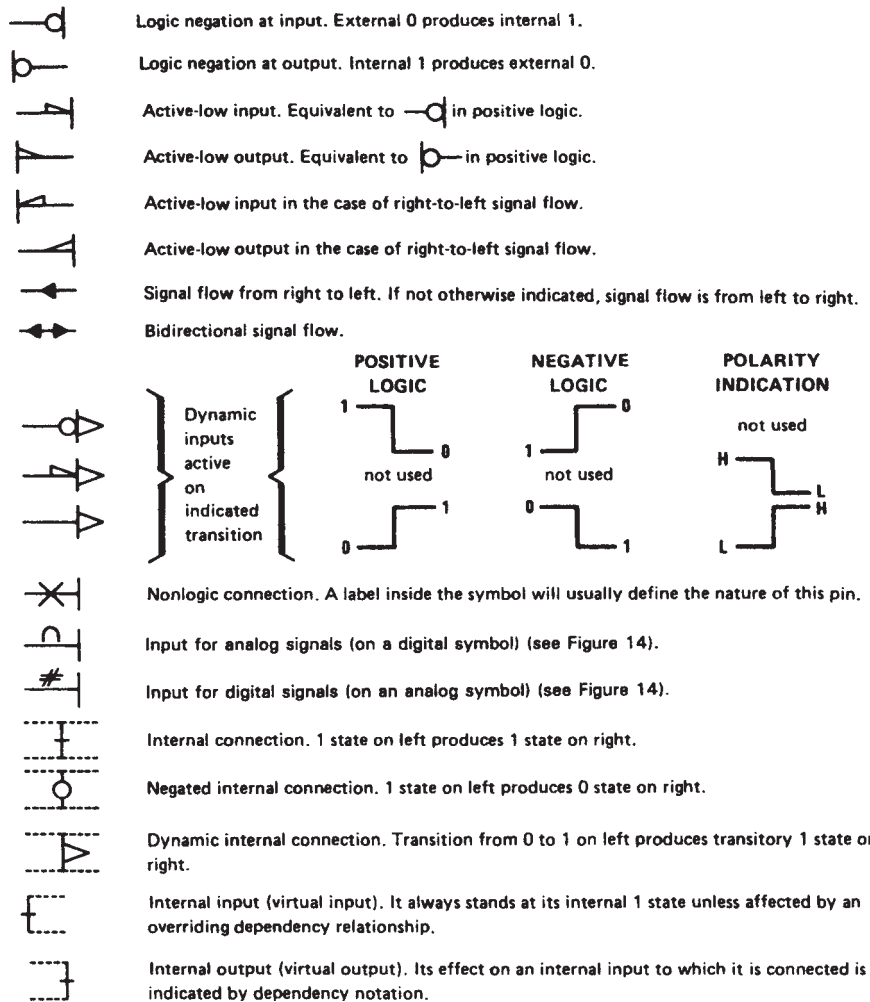 Logic negation at input. External 0 produces internal 1.
Logic negation at output. Internal 1 produces external 0.
Active-low input. Equivalent to in positive logic.
Active-low output. Equivalent to in positive logic.
Active-low input in the case of right-to-left signal flow.
Active-low output in the case of right-to-left signal flow.
Signal flow from right to left. If not otherwise indicated, signal flow is from left to right.
Bidirectional signal flow.
POSITIVE LOGIC
NEGATIVE LOGIC
POLARITY INDICATION
Dynamic
inputs
active
on
indicated
transition
1 0
not used
0 1
1 0
not used
0 1
not used
H L
L H
Nonlogic connection. A label inside the symbol will usually define the nature of this pin.
Input for analog signals (on a digital symbol) (see Figure 14).
Input for digital signals (on an analog symbol) (see Figure 14).
Internal connection. 1 state on left produces 1 state on right.
Negated internal connection. 1 state on left produces 0 state on right.
Dynamic internal connection. Transition from 0 to 1 on left produces transitory 1 state
right.
Internal input (virtual input). It always stands at its internal 1 state unless affected by an
overriding dependency relationship.
Internal output (virtual output). Its effect on an internal input to which it is connected is
indicated by dependency notation.